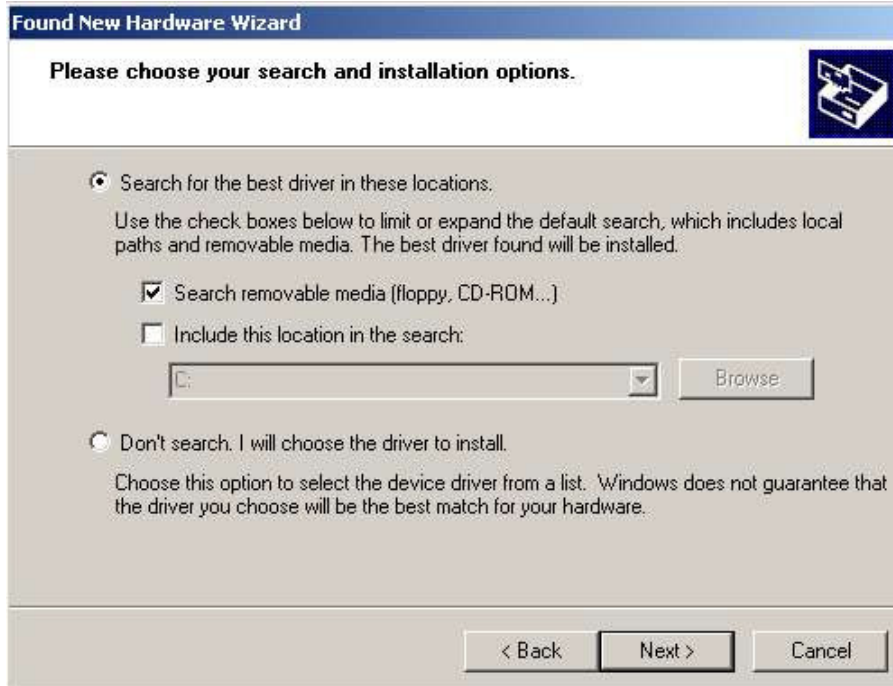 Found New Hardware Wizard
Please choose your search and installation options.
Search for the best driver in these locations.
Use the check boxes below to limit or expand the default search, which includes local
paths and removable media. The best driver found will be installed.
Search removable media (floppy, CD-ROM...)
Include this location in the search:
C:
Browse
Don't search. I will choose the driver to install.
Choose this option to select the device driver from a list. Windows does not guarantee that
the driver you choose will be the best match for your hardware.
< Back
Next >
Cancel